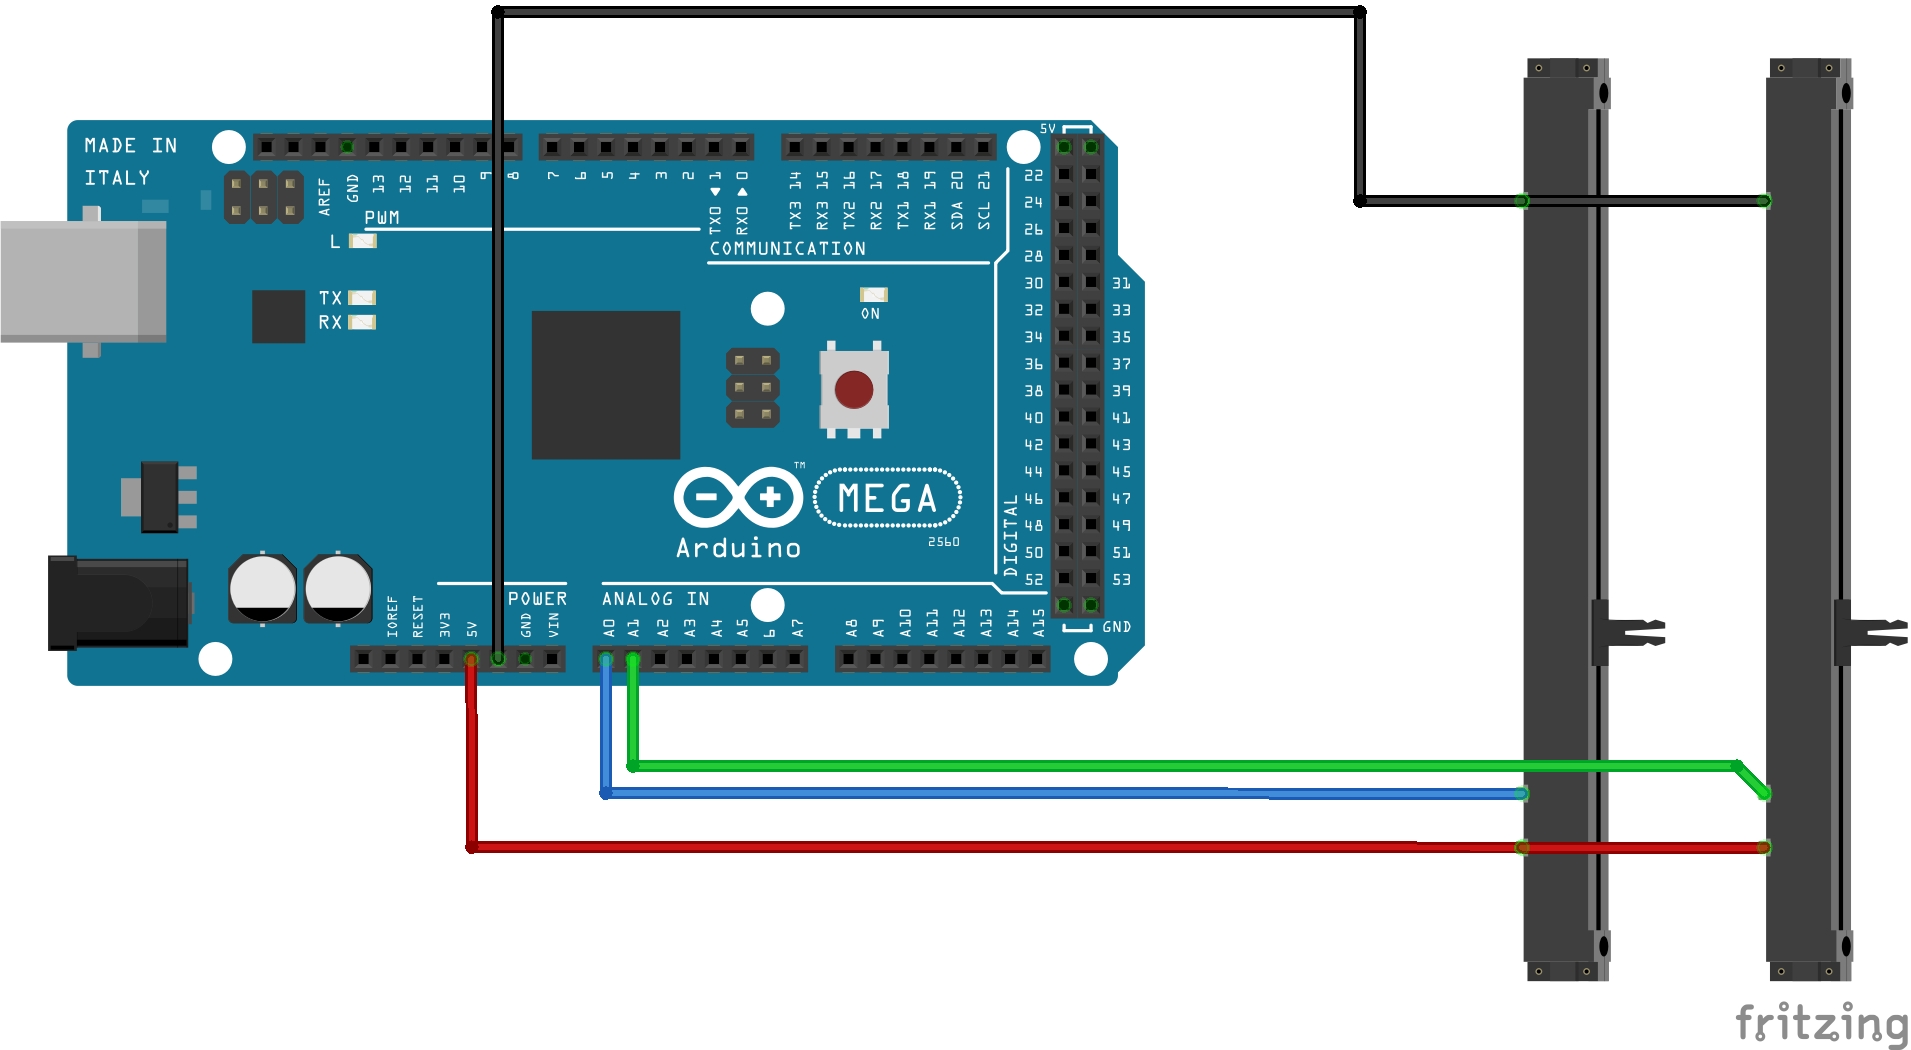 5V
MADE IN
ITALY
AREF
GND
13
12
11
10
9
8
7
6
5
4
3
2
TX0 ◀ 1
RX0 ▶ 0
TX3 14
RX3 15
TX2 16
RX2 17
TX1 18
RX1 19
SDA 20
SCL 21
PWM
COMMUNICATION
L
TX
RX
ON
22
24
26
28
30 31
32 33
34 35
36 37
38 39
40 41
42 43
44 45
46 47
48 49
50 51
52 53
DIGITAL
GND
TM
MEGA
Arduino
2560
POWER
ANALOG IN
IOREF
RESET
3V3
5V
GND
VIN
A0
A1
A2
A3
A4
A5
6
A7
A8
A9
A10
A11
A12
A13
A14
A15
fritzing